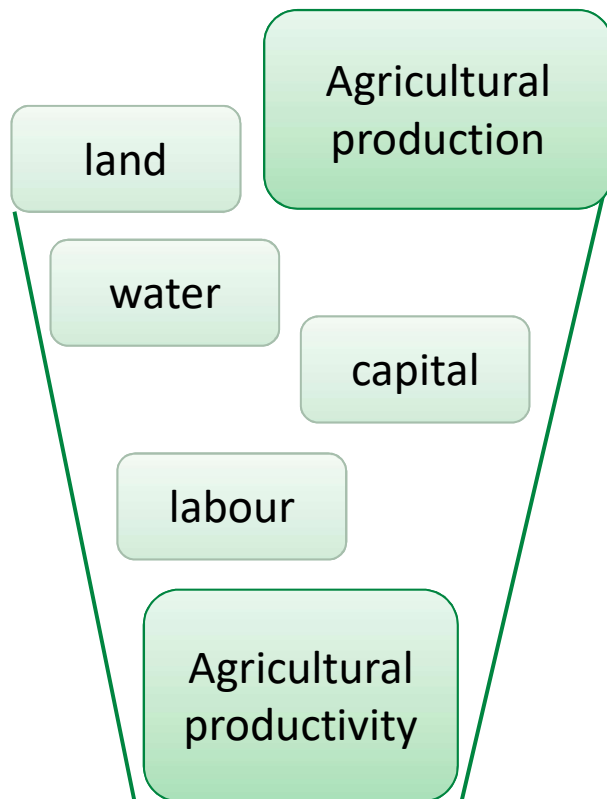 Agricultural
production
land
water
capital
labour
Agricultural
productivity